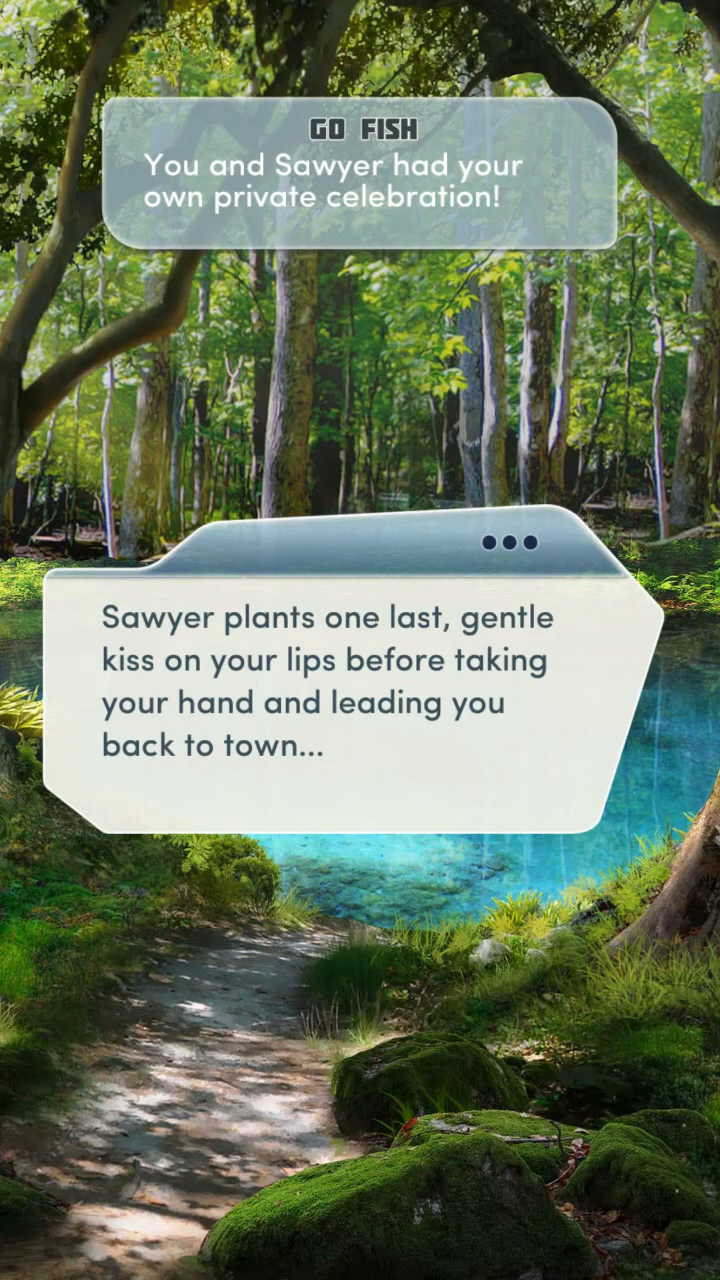 GO FISH
You and Sawyer had your
own private celebration!
Sawyer plants one last, gentle
kiss on your lips before taking
your hand and leading you
back to town...